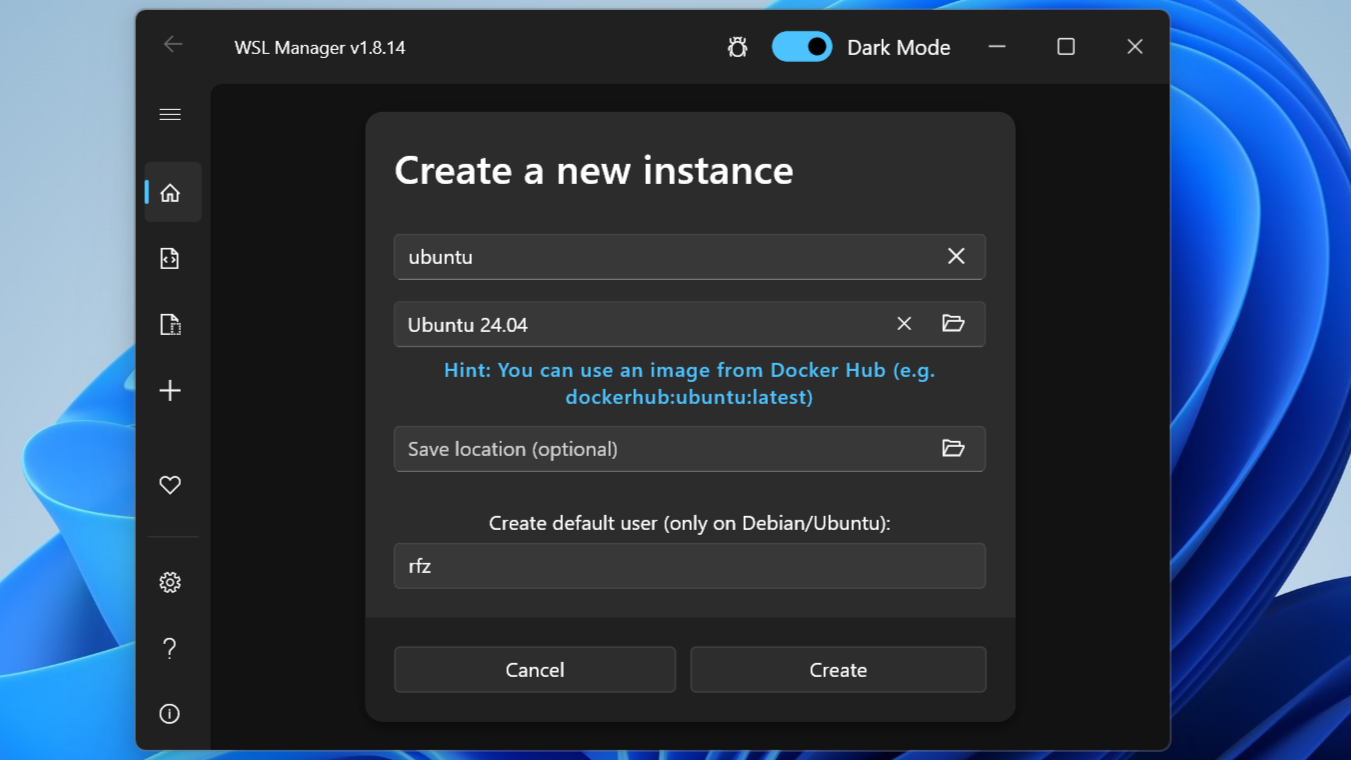 WSL Manager v1.8.14
Dark Mode
Create a new instance
ubuntu
Ubuntu 24.04
Hint: You can use an image from Docker Hub (e.g.
dockerhub:ubuntu:latest)
Save location (optional)
Create default user (only on Debian/Ubuntu):
rfz
Cancel
Create